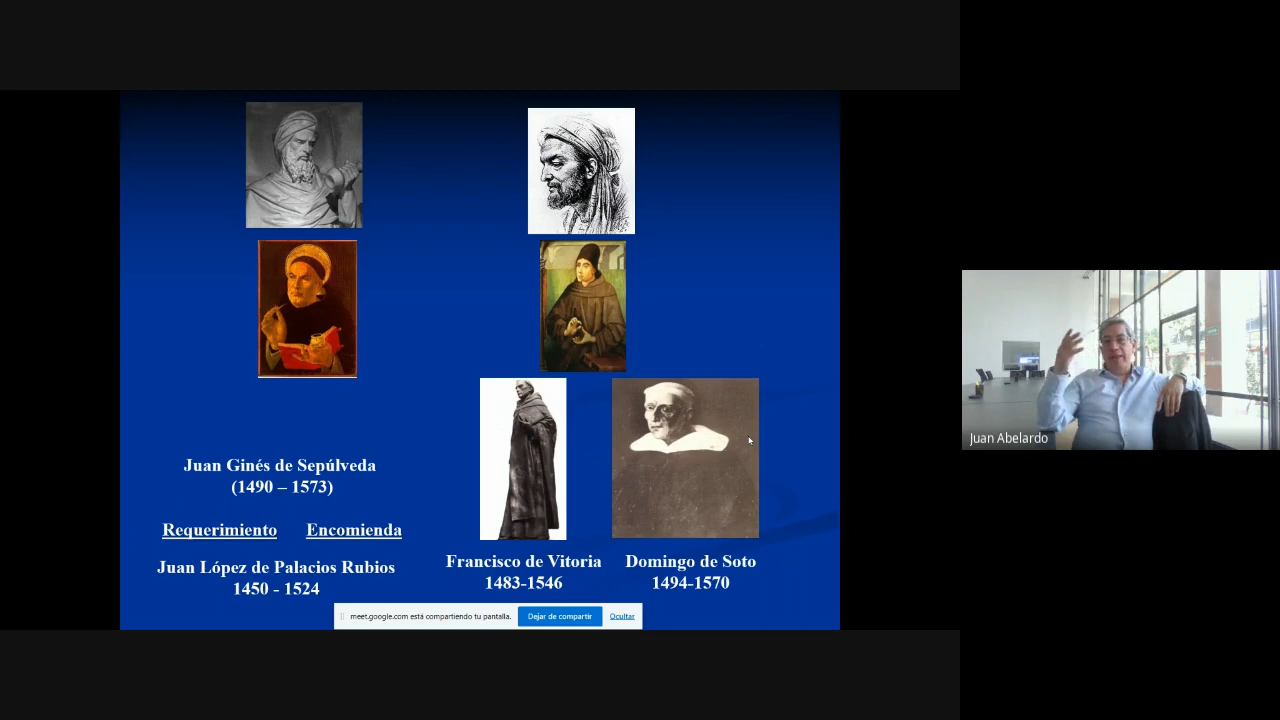 Juan Ginés de Sepúlveda
(1490 – 1573)
Requerimiento Encomienda
Juan López de Palacios Rubios
1450 - 1524
Francisco de Vitoria
1483-1546
Domingo de Soto
1494-1570
meet.google.com está compartiendo tu pantalla.
Dejar de compartir
Ocultar
Juan Abelardo